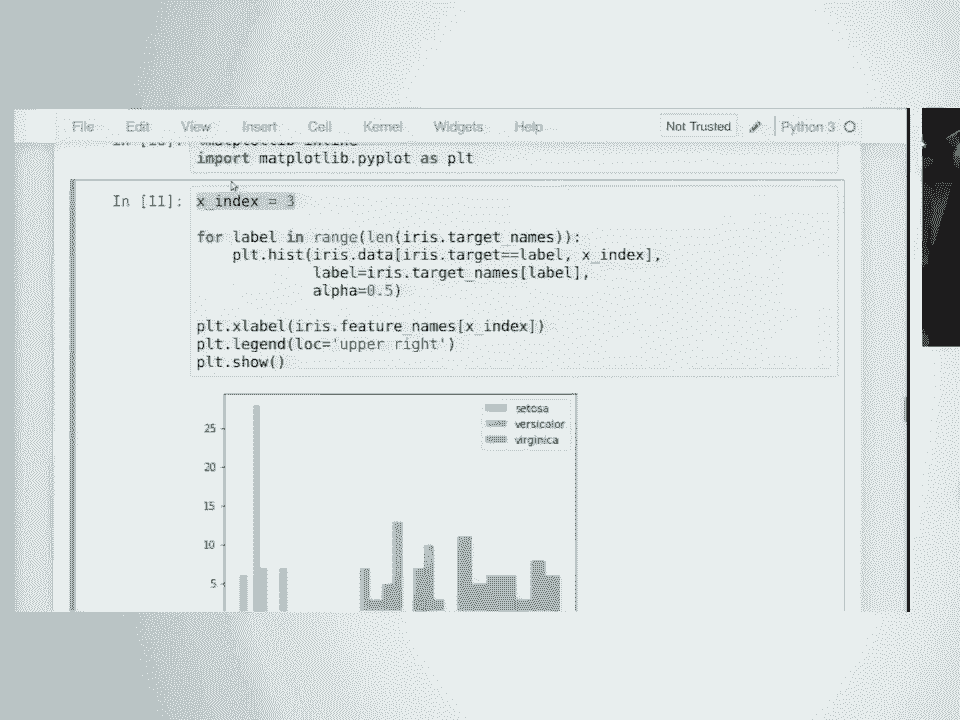 File Edit View Insert Cell Kernel Widgets Help Not Trusted Python 3
import matplotlib.pyplot as plt
In [11]: x_index = 3
for label in range(len(iris.target_names)):
plt.hist(iris.data[iris.target==label, x_index],
label=iris.target_names[label],
alpha=0.5)
plt.xlabel(iris.feature_names[x_index])
plt.legend(loc='upper right')
plt.show()
setosa
versicolor
virginica
25
20
15
10
5